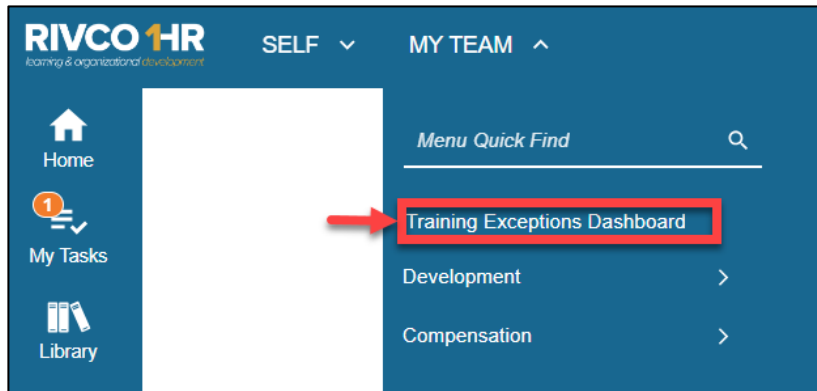 RIVCO 1HR
learning & organizational development
SELF
MY TEAM
Home
1
My Tasks
Library
Menu Quick Find
Training Exceptions Dashboard
Development
Compensation